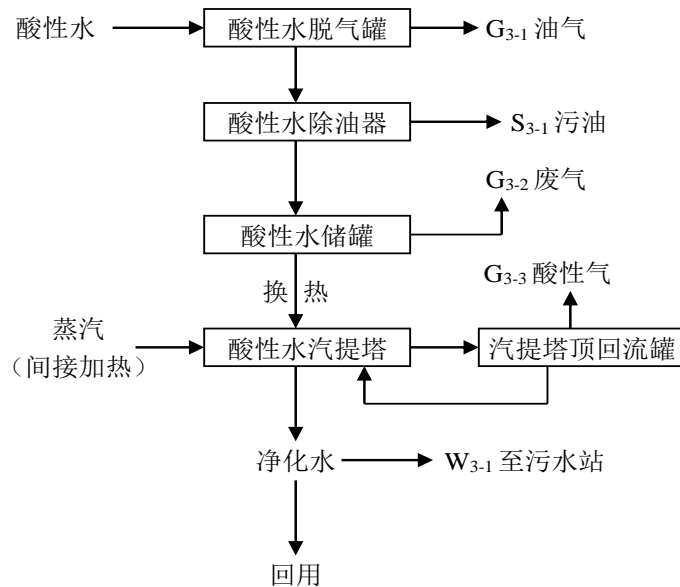 酸性水
酸性水脱气罐
G3-1 油气
酸性水除油器
S3-1 污油
G3-2 废气
酸性水储罐
换 热
G3-3 酸性气
蒸汽
（间接加热）
酸性水汽提塔
汽提塔顶回流罐
净化水
W3-1 至污水站
回用